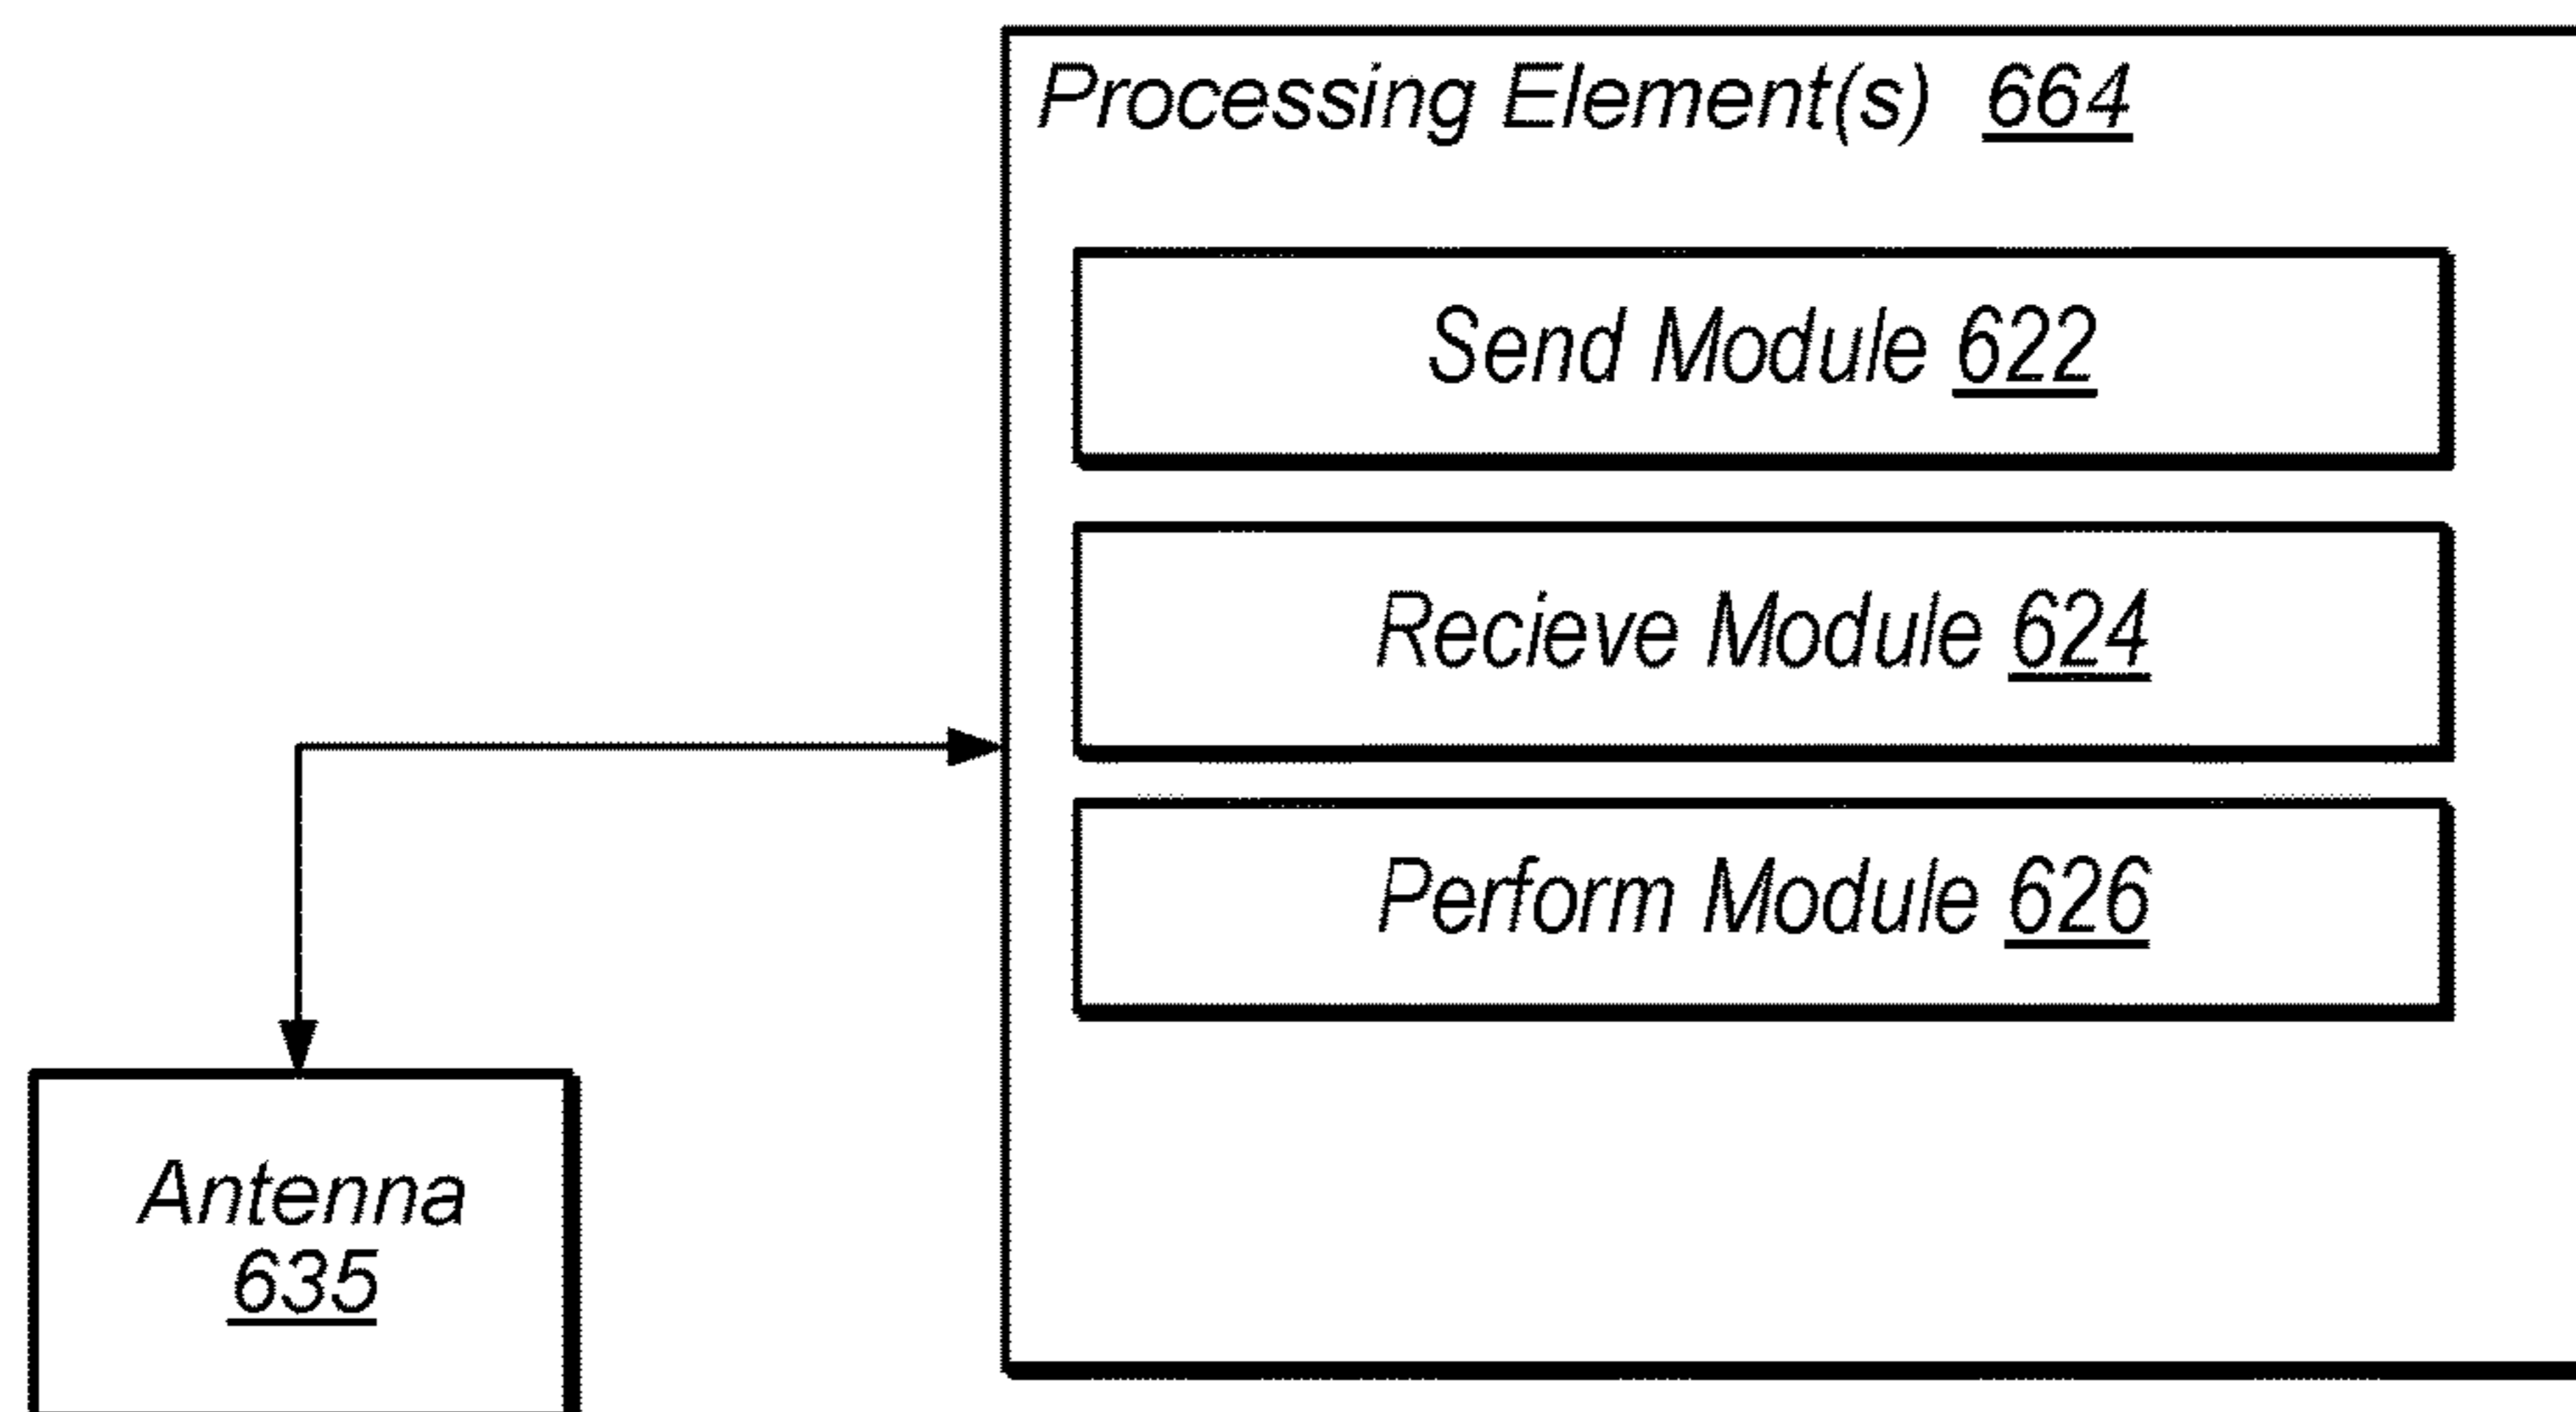 Processing Element(s) 664
Send Module 622
Recieve Module 624
Perform Module 626
Antenna
635